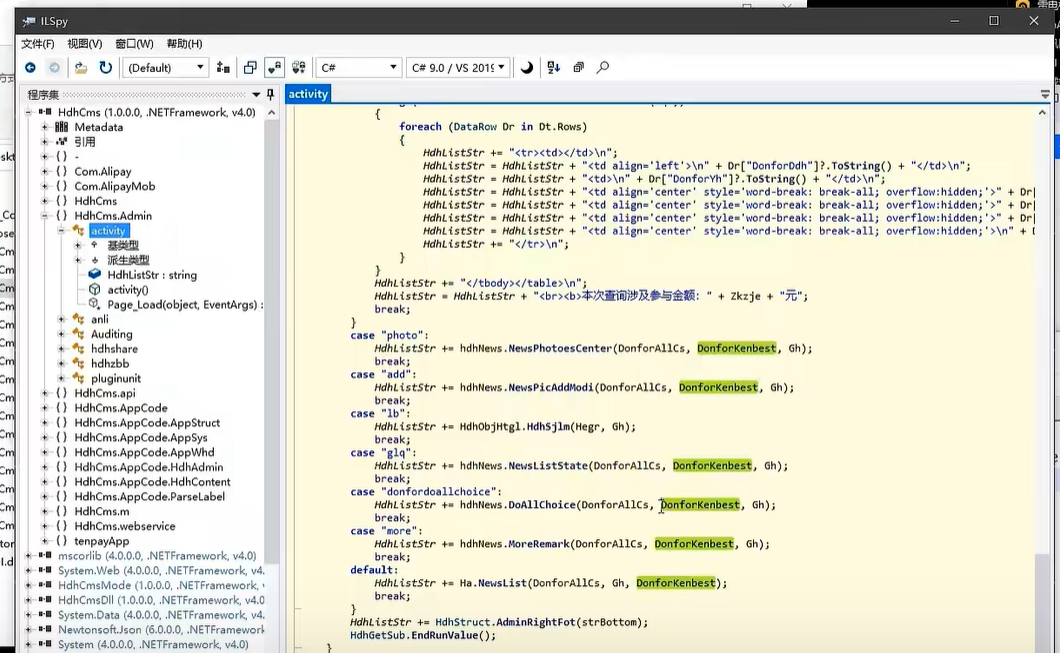 ILSpy
文件(F) 视图(V) 窗口(W) 帮助(H)
(Default) C# C# 9.0 / VS 2019
程序集
HdhCms (1.0.0.0, .NETFramework, v4.0)
Metadata
引用
-
Com.Alipay
Com.AlipayMob
HdhCms
HdhCms.Admin
activity
基类型
派生类型
HdhListStr : string
activity()
Page_Load(object, EventArgs) :
anli
Auditing
hdhshare
hdhzbb
pluginunit
HdhCms.api
HdhCms.AppCode
HdhCms.AppCode.AppStruct
HdhCms.AppCode.AppSys
HdhCms.AppCode.AppWhd
HdhCms.AppCode.HdhAdmin
HdhCms.AppCode.HdhContent
HdhCms.AppCode.ParseLabel
HdhCms.m
HdhCms.webservice
tenpayApp
mscorlib (4.0.0.0, .NETFramework, v4.0)
System.Web (4.0.0.0, .NETFramework, v4.
HdhCmsMode (1.0.0.0, .NETFramework,
HdhCmsDll (1.0.0.0, .NETFramework, v4.0
System.Data (4.0.0.0, .NETFramework, v4.
Newtonsoft.Json (6.0.0.0, .NETFramework
System (4.0.0.0, .NETFramework, v4.0)
activity
{
foreach (DataRow Dr in Dt.Rows)
{
HdhListStr += "<tr><td></td>\n";
HdhListStr = HdhListStr + "<td align='left'>\n" + Dr["DonforDdh"]?.ToString() + "</td>\n";
HdhListStr = HdhListStr + "<td>\n" + Dr["DonforYh"]?.ToString() + "</td>\n";
HdhListStr = HdhListStr + "<td align='center' style='word-break: break-all; overflow:hidden;'>" + Dr[
HdhListStr = HdhListStr + "<td align='center' style='word-break: break-all; overflow:hidden;'>" + Dr[
HdhListStr = HdhListStr + "<td align='center' style='word-break: break-all; overflow:hidden;'>" + Dr[
HdhListStr = HdhListStr + "<td align='center' style='word-break: break-all; overflow:hidden;'>\n" + D
HdhListStr += "</tr>\n";
}
}
HdhListStr += "</tbody></table>\n";
HdhListStr = HdhListStr + "<br><b>本次查询涉及参与金额: " + Zkzje + "元";
break;
}
case "photo":
HdhListStr += hdhNews.NewsPhotoesCenter(DonforAllCs, DonforKenbest, Gh);
break;
case "add":
HdhListStr += hdhNews.NewsPicAddModi(DonforAllCs, DonforKenbest, Gh);
break;
case "lb":
HdhListStr += HdhObjHtgl.HdhSjlm(Hegr, Gh);
break;
case "glq":
HdhListStr += hdhNews.NewsListState(DonforAllCs, DonforKenbest, Gh);
break;
case "donfordoallchoice":
HdhListStr += hdhNews.DoAllChoice(DonforAllCs, DonforKenbest, Gh);
break;
case "more":
HdhListStr += hdhNews.MoreRemark(DonforAllCs, DonforKenbest, Gh);
break;
default:
HdhListStr += Ha.NewsList(DonforAllCs, Gh, DonforKenbest);
break;
}
HdhListStr += HdhStruct.AdminRightFot(strBottom);
HdhGetSub.EndRunValue();
}